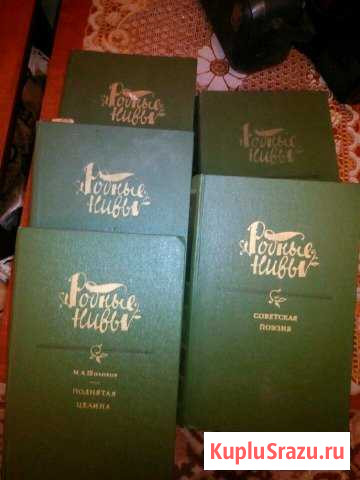 Родные
нивы
Родные
нивы
Родные
нивы
Родные
нивы
СОВЕТСКАЯ
ПОЭЗИЯ
Родные
нивы
М.А.Шолохов
ПОДНЯТАЯ
ЦЕЛИНА
KupluSrazu.ru